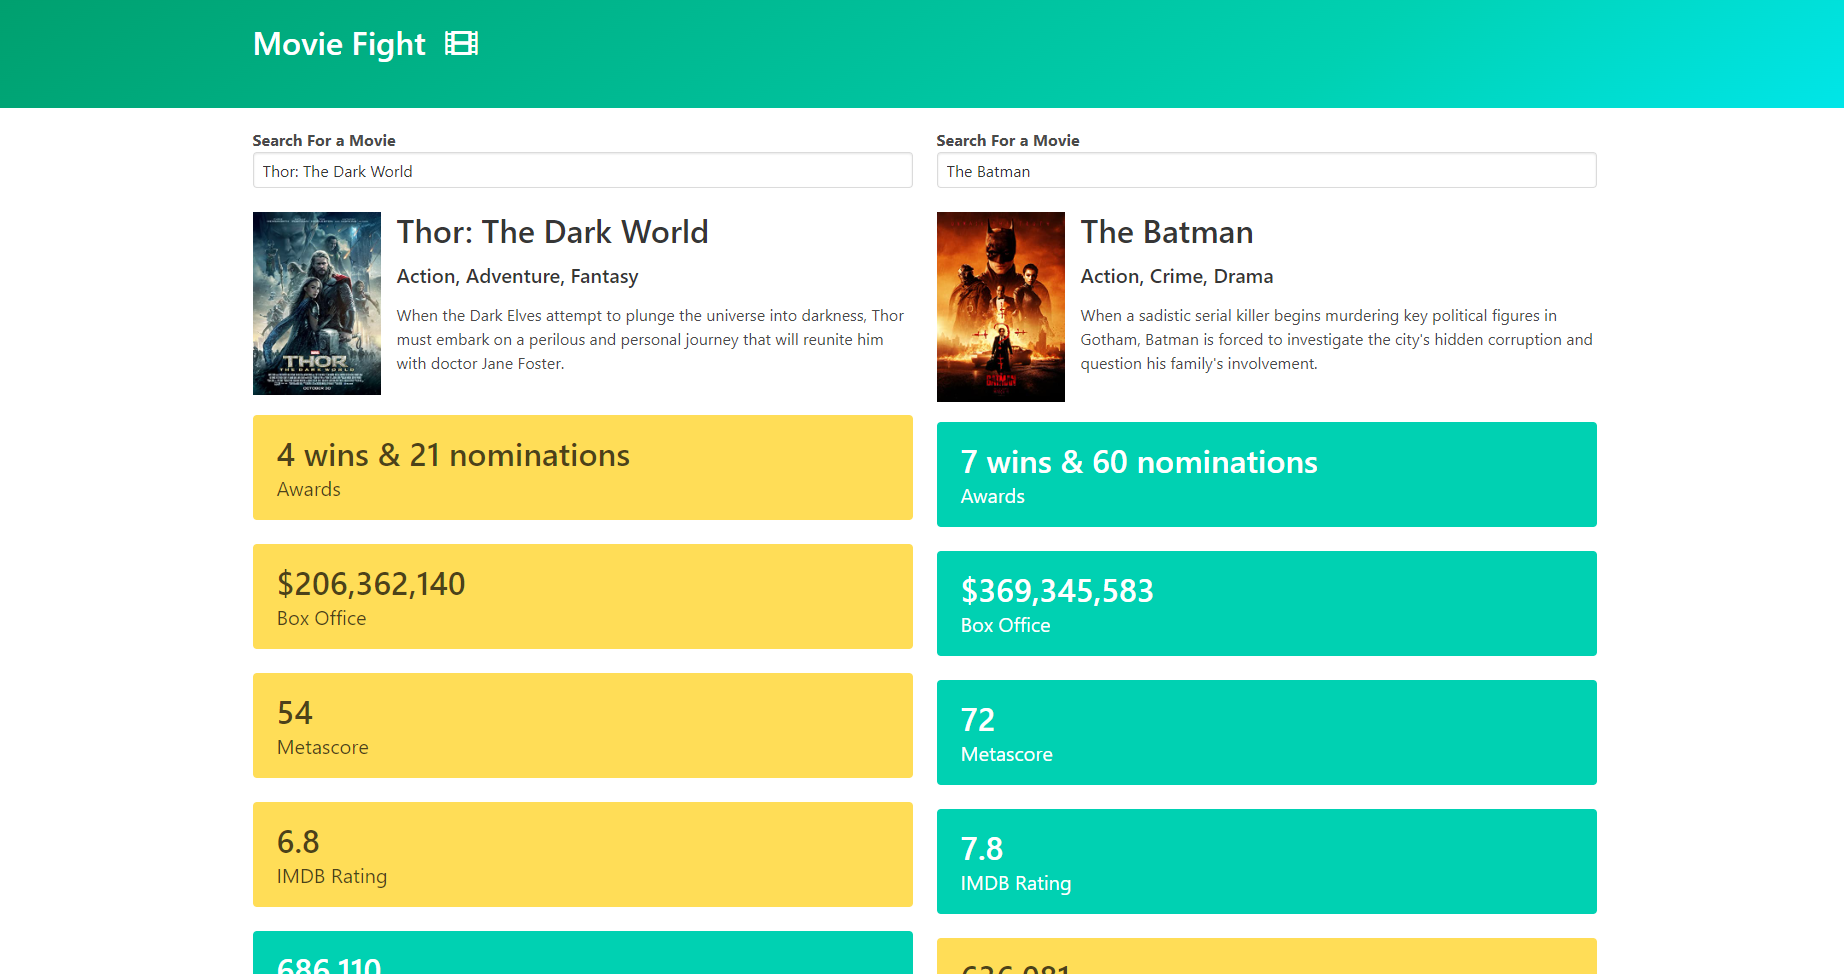 Movie Fight
Search For a Movie
Thor: The Dark World
THOR
THE DARK WORLD
Thor: The Dark World
Action, Adventure, Fantasy
When the Dark Elves attempt to plunge the universe into darkness, Thor
must embark on a perilous and personal journey that will reunite him
with doctor Jane Foster.
4 wins & 21 nominations
Awards
$206,362,140
Box Office
54
Metascore
6.8
IMDB Rating
686,110
Search For a Movie
The Batman
The Batman
Action, Crime, Drama
When a sadistic serial killer begins murdering key political figures in
Gotham, Batman is forced to investigate the city's hidden corruption and
question his family's involvement.
7 wins & 60 nominations
Awards
$369,345,583
Box Office
72
Metascore
7.8
IMDB Rating